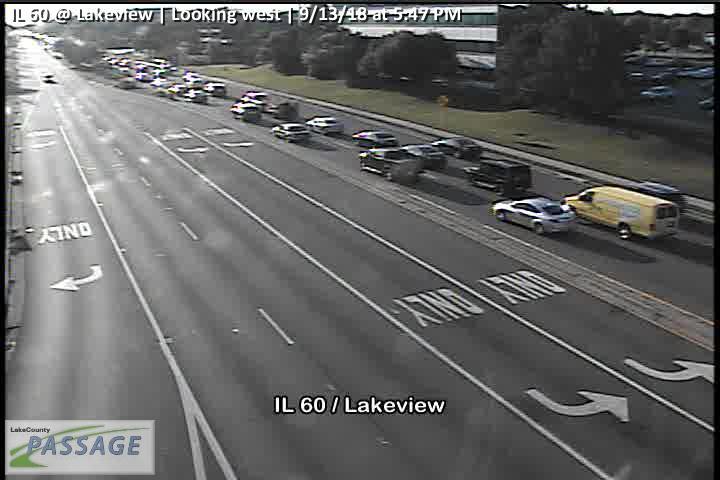 IL 60 @ Lakeview | Looking west | 9/13/18 at 5:47 PM
ONLY
ONLY
ONLY
IL 60 / Lakeview
LakeCounty
PASSAGE